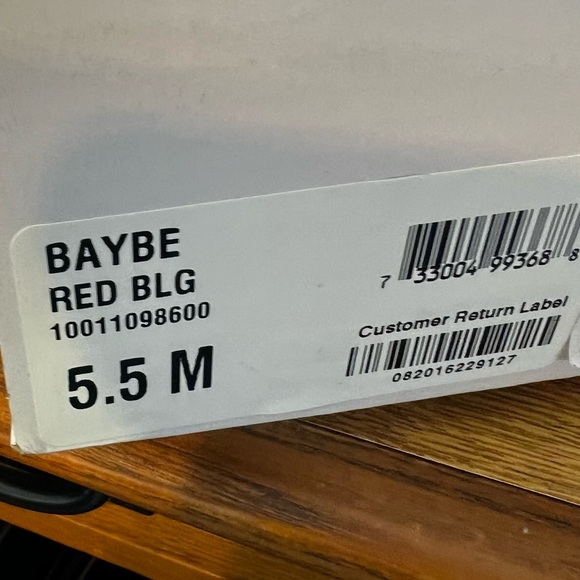 BAYBE
RED BLG
10011098600
5.5 M
7 33004 99368 8
Customer Return Label
082016229127